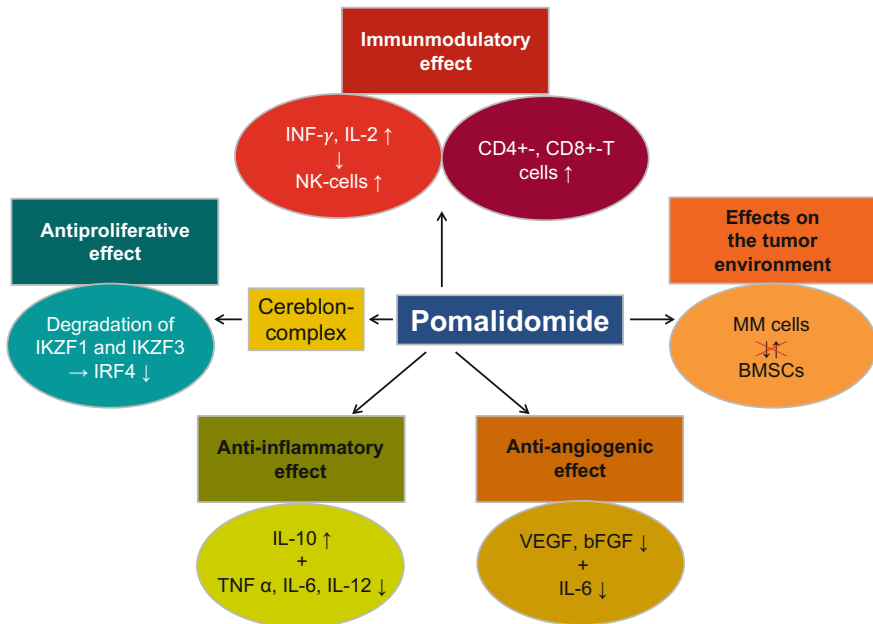 Immunmodulatory
effect
INF-γ, IL-2 ↑
↓
NK-cells ↑
CD4+-, CD8+-T
cells ↑
Antiproliferative
effect
Degradation of
IKZF1 and IKZF3
→ IRF4 ↓
Cereblon-
complex
Pomalidomide
Effects on
the tumor
environment
MM cells
↓↑
BMSCs
Anti-inflammatory
effect
IL-10 ↑
+
TNF α, IL-6, IL-12 ↓
Anti-angiogenic
effect
VEGF, bFGF ↓
+
IL-6 ↓